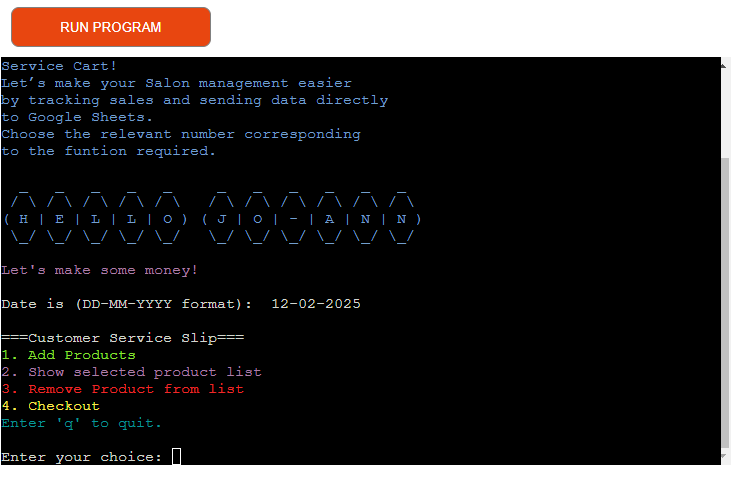 RUN PROGRAM
Service Cart!
Let’s make your Salon management easier
by tracking sales and sending data directly
to Google Sheets.
Choose the relevant number corresponding
to the funtion required.
( H | E | L | L | O ) ( J | O | - | A | N | N )
Let's make some money!
Date is (DD-MM-YYYY format):  12-02-2025
===Customer Service Slip===
1. Add Products
2. Show selected product list
3. Remove Product from list
4. Checkout
Enter 'q' to quit.
Enter your choice: